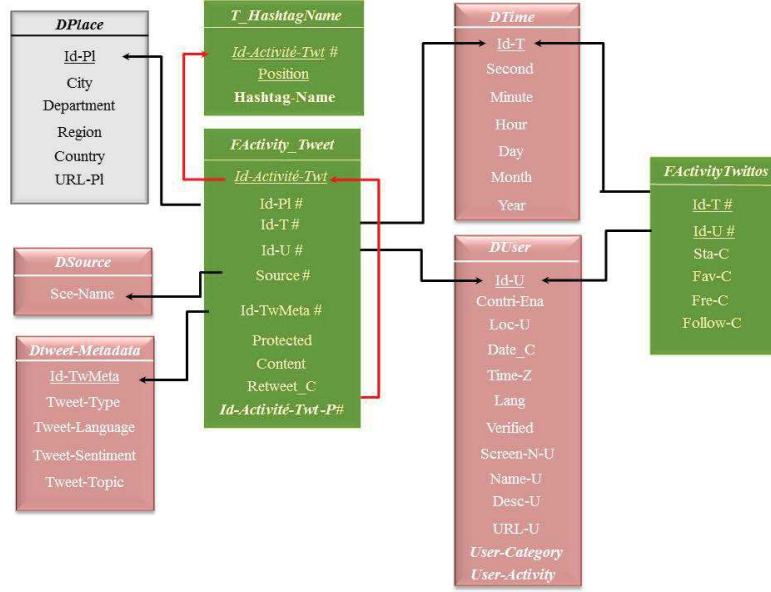 DPlace
Id-Pl
City
Department
Region
Country
URL-Pl
T_HashtagName
Id-Activité-Twt #
Position
Hashtag-Name
DTime
Id-T
Second
Minute
Hour
Day
Month
Year
FActivity_Tweet
Id-Activité-Twt
Id-Pl #
Id-T #
Id-U #
Source #
Id-TwMeta #
Protected
Content
Retweet_C
Id-Activité-Twt-P#
FActivityTwittos
Id-T #
Id-U #
Sta-C
Fav-C
Fre-C
Follow-C
DSource
Sce-Name
Dtweet-Metadata
Id-TwMeta
Tweet-Type
Tweet-Language
Tweet-Sentiment
Tweet-Topic
DUser
Id-U
Contri-Ena
Loc-U
Date_C
Time-Z
Lang
Verified
Screen-N-U
Name-U
Desc-U
URL-U
User-Category
User-Activity